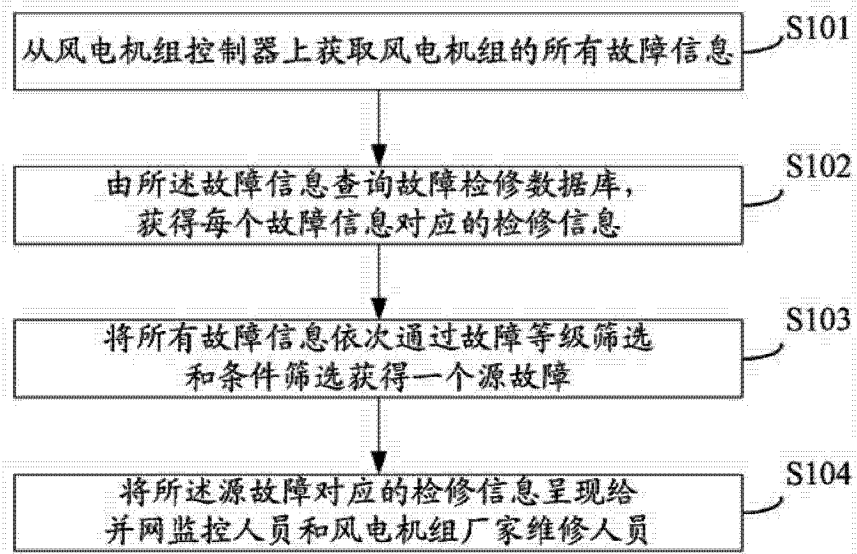 从风电机组控制器上获取风电机组的所有故障信息
S101
由所述故障信息查询故障检修数据库，
获得每个故障信息对应的检修信息
S102
将所有故障信息依次通过故障等级筛选
和条件筛选获得一个源故障
S103
将所述源故障对应的检修信息呈现给
并网监控人员和风电机组厂家维修人员
S104